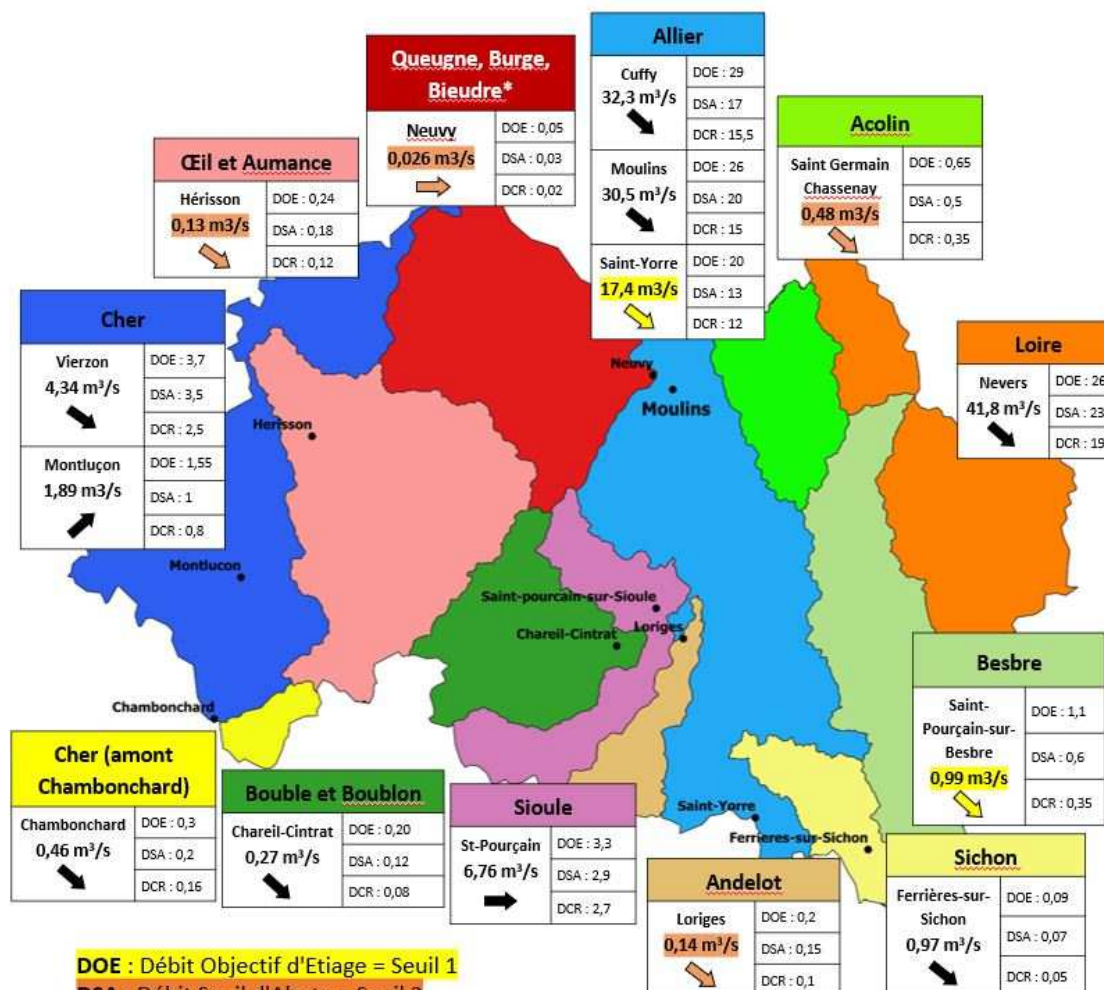 Allier
Cuffy
32,3 m³/s
DOE : 29
DSA : 17
DCR : 15,5
Moulins
30,5 m³/s
DOE : 26
DSA : 20
DCR : 15
Saint-Yorre
17,4 m3/s
DOE : 20
DSA : 13
DCR : 12
Queugne, Burge,
Bieudre*
Neuvy
0,026 m3/s
DOE : 0,05
DSA : 0,03
DCR : 0,02
Acolin
Saint Germain
Chassenay
0,48 m3/s
DOE : 0,65
DSA : 0,5
DCR : 0,35
Œil et Aumance
Hérisson
0,13 m3/s
DOE : 0,24
DSA : 0,18
DCR : 0,12
Cher
Vierzon
4,34 m³/s
DOE : 3,7
DSA : 3,5
DCR : 2,5
Montluçon
1,89 m3/s
DOE : 1,55
DSA : 1
DCR : 0,8
Loire
Nevers
41,8 m³/s
DOE : 26
DSA : 23
DCR : 19
Neuvy
Moulins
Herisson
Montlucon
Saint-pourcain-sur-Sioule
Chareil-Cintrat
Loriges
Chambonchard
Saint-Yorre
Ferrieres-sur-Sichon
Besbre
Saint-
Pourçain-sur-
Besbre
0,99 m3/s
DOE : 1,1
DSA : 0,6
DCR : 0,35
Cher (amont
Chambonchard)
Chambonchard
0,46 m³/s
DOE : 0,3
DSA : 0,2
DCR : 0,16
Bouble et Boublon
Chareil-Cintrat
0,27 m³/s
DOE : 0,20
DSA : 0,12
DCR : 0,08
Sioule
St-Pourçain
6,76 m³/s
DOE : 3,3
DSA : 2,9
DCR : 2,7
Andelot
Loriges
0,14 m³/s
DOE : 0,2
DSA : 0,15
DCR : 0,1
Sichon
Ferrières-sur-
Sichon
0,97 m³/s
DOE : 0,09
DSA : 0,07
DCR : 0,05
DOE : Débit Objectif d'Etiage = Seuil 1